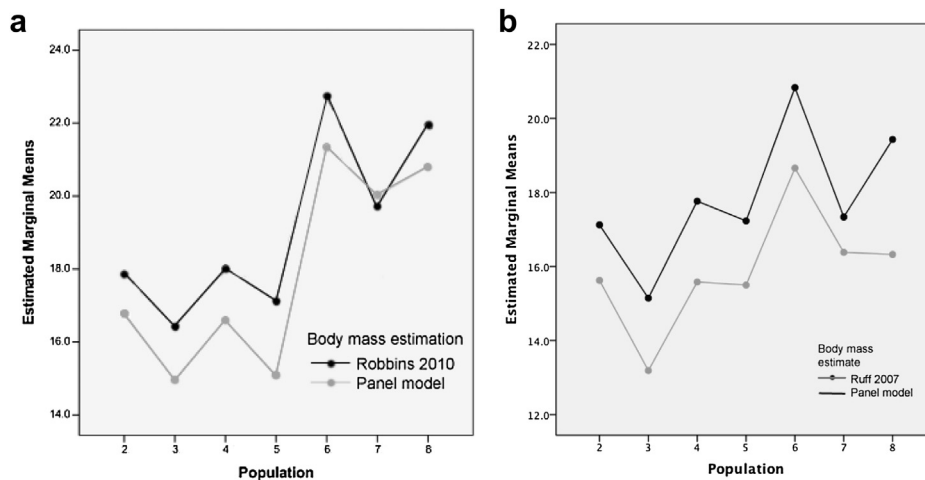 a
24.0
22.0
20.0
18.0
16.0
14.0
Estimated Marginal Means
Body mass estimation
Robbins 2010
Panel model
2 3 4 5 6 7 8
Population
b
22.0
20.0
18.0
16.0
14.0
12.0
Estimated Marginal Means
Body mass
estimate
Ruff 2007
Panel model
2 3 4 5 6 7 8
Population